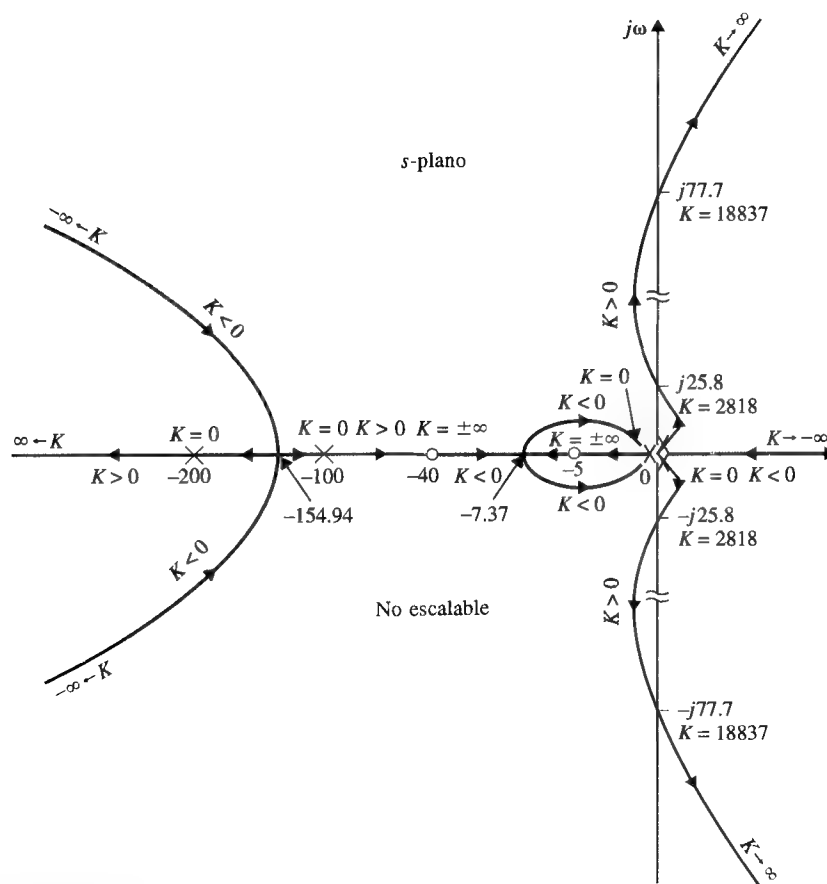 jω
K→∞
s-plano
j77.7
K = 18837
−∞←K
K < 0
K > 0
K = 0
j25.8
K = 2818
K < 0
∞←K
K = 0
K = 0 K > 0 K = ±∞
K = ±∞
K→−∞
K > 0
−200
−100
−40
K < 0
−5
0
K = 0 K < 0
−154.94
−7.37
K < 0
−j25.8
K = 2818
K < 0
No escalable
K > 0
−∞←K
−j77.7
K = 18837
K→∞